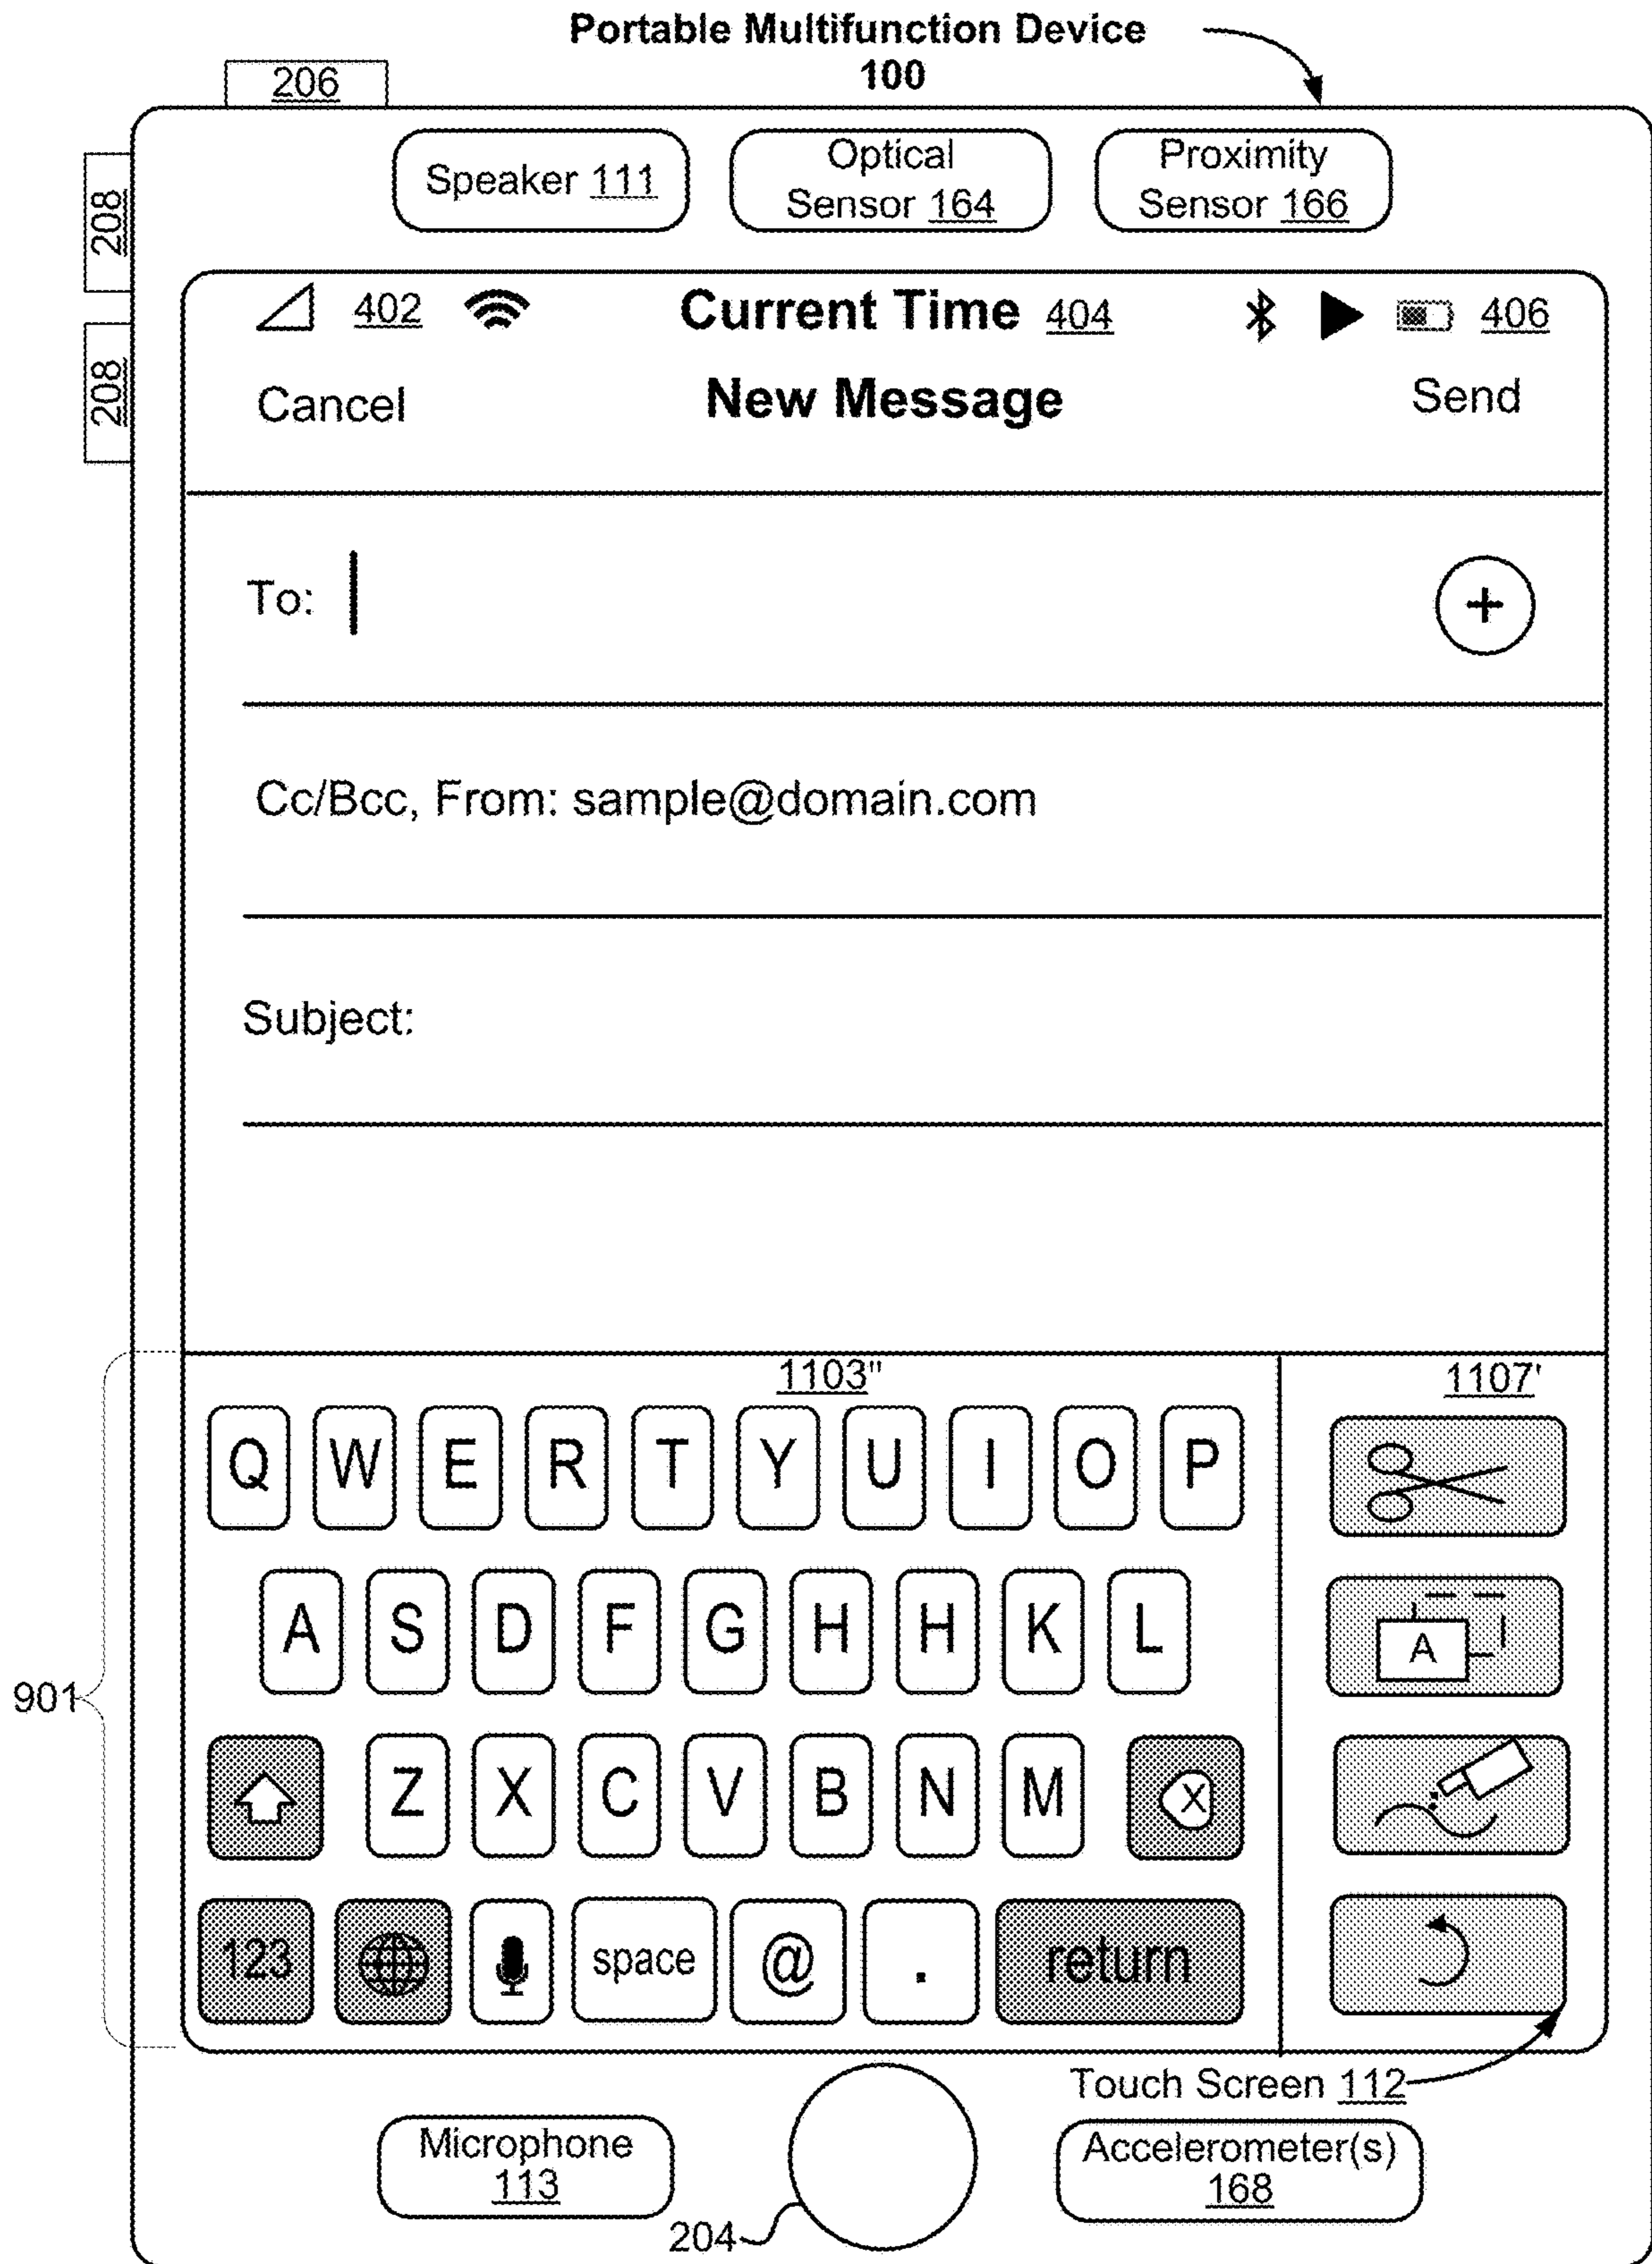 Portable Multifunction Device
100
206
Speaker 111
Optical
Sensor 164
Proximity
Sensor 166
208
208
402
Current Time 404
406
Cancel
New Message
Send
To:
+
Cc/Bcc, From: sample@domain.com
Subject:
901
1103"
1107'
Q W E R T Y U I O P
A S D F G H H K L
A
Z X C V B N M
X
123
space
@
.
return
Touch Screen 112
Microphone
113
Accelerometer(s)
168
204